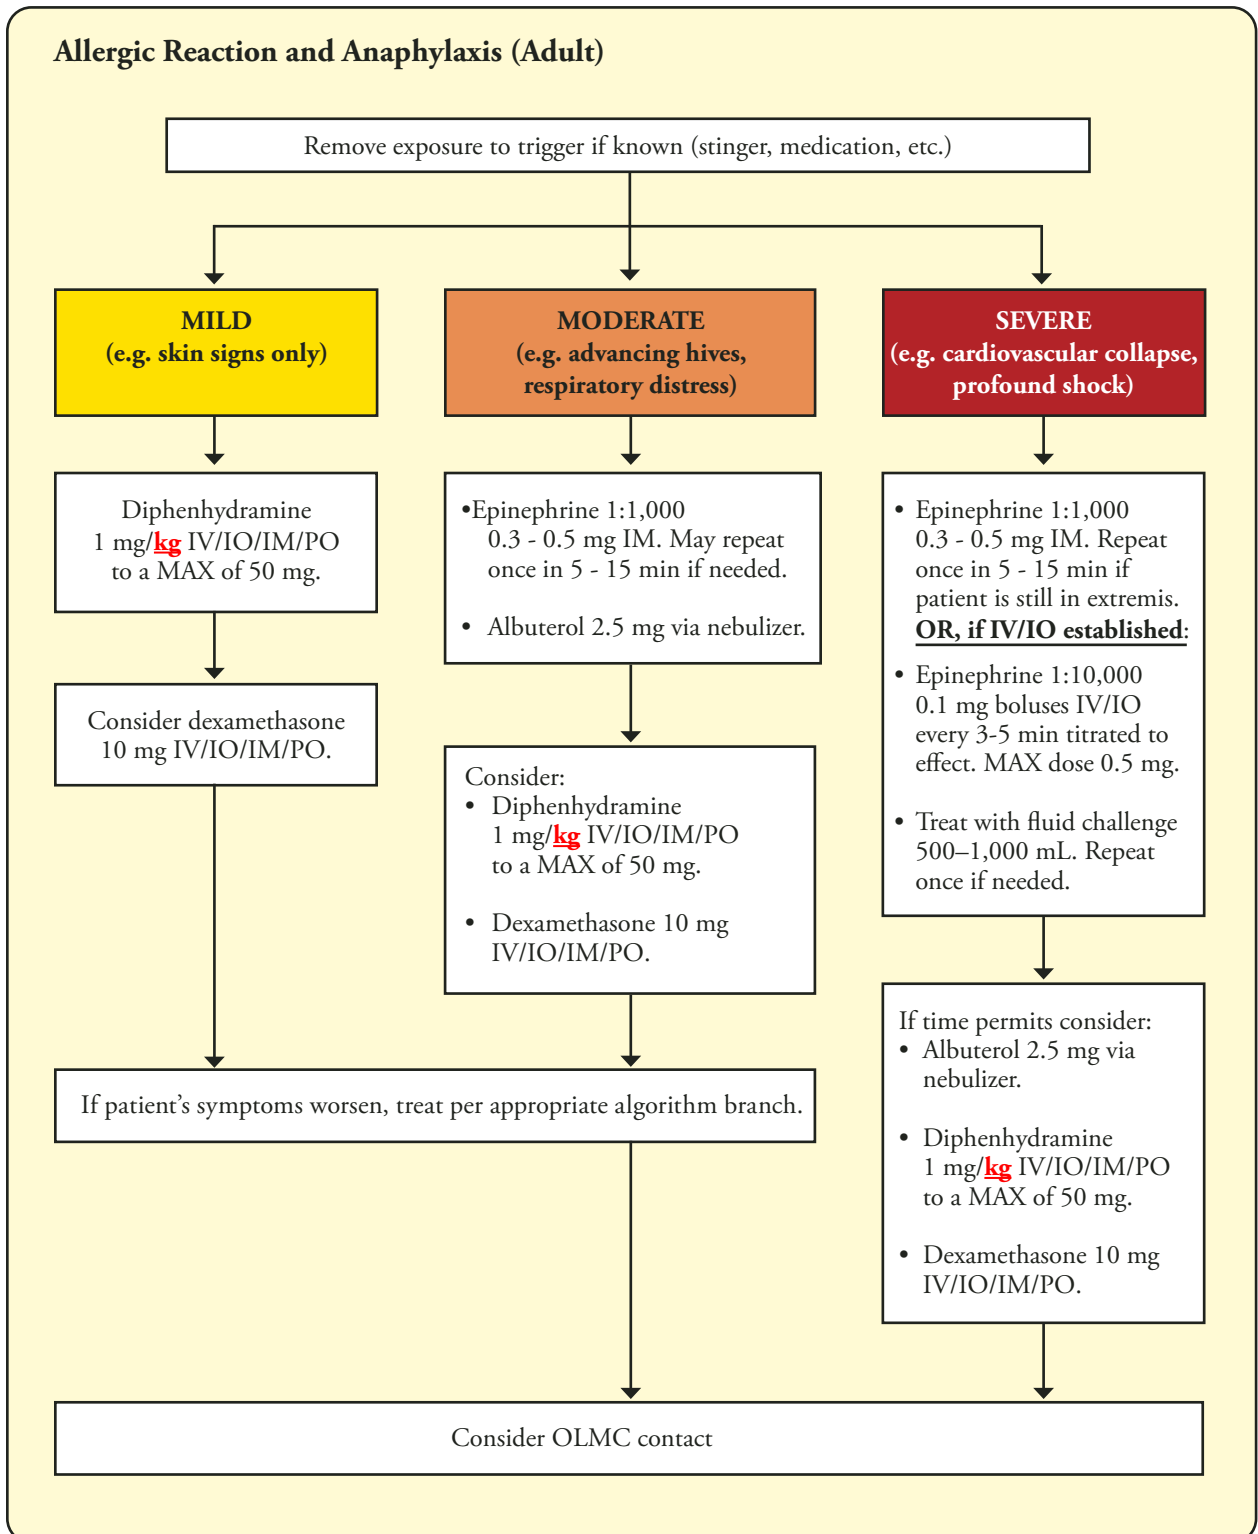 Allergic Reaction and Anaphylaxis (Adult)
Remove exposure to trigger if known (stinger, medication, etc.)
MILD
(e.g. skin signs only)
Diphenhydramine
1 mg/kg IV/IO/IM/PO
to a MAX of 50 mg.
Consider dexamethasone
10 mg IV/IO/IM/PO.
MODERATE
(e.g. advancing hives,
respiratory distress)
•Epinephrine 1:1,000
0.3 - 0.5 mg IM. May repeat
once in 5 - 15 min if needed.
• Albuterol 2.5 mg via nebulizer.
Consider:
• Diphenhydramine
1 mg/kg IV/IO/IM/PO
to a MAX of 50 mg.
• Dexamethasone 10 mg
IV/IO/IM/PO.
If patient’s symptoms worsen, treat per appropriate algorithm branch.
SEVERE
(e.g. cardiovascular collapse,
profound shock)
• Epinephrine 1:1,000
0.3 - 0.5 mg IM. Repeat
once in 5 - 15 min if
patient is still in extremis.
OR, if IV/IO established:
• Epinephrine 1:10,000
0.1 mg boluses IV/IO
every 3-5 min titrated to
effect. MAX dose 0.5 mg.
• Treat with fluid challenge
500–1,000 mL. Repeat
once if needed.
If time permits consider:
• Albuterol 2.5 mg via
nebulizer.
• Diphenhydramine
1 mg/kg IV/IO/IM/PO
to a MAX of 50 mg.
• Dexamethasone 10 mg
IV/IO/IM/PO.
Consider OLMC contact